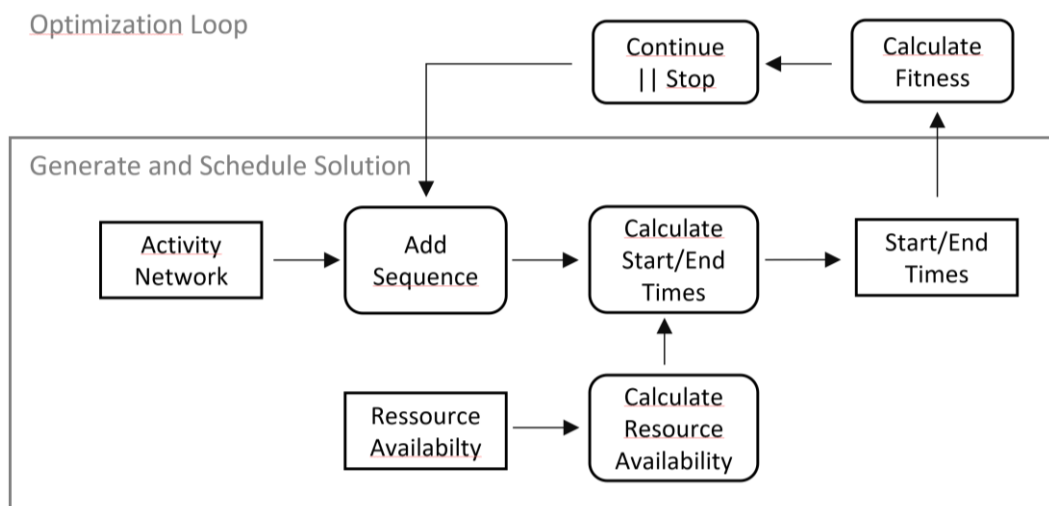 Optimization Loop
Continue
|| Stop
Calculate
Fitness
Generate and Schedule Solution
Activity
Network
Add
Sequence
Calculate
Start/End
Times
Start/End
Times
Ressource
Availabilty
Calculate
Resource
Availability